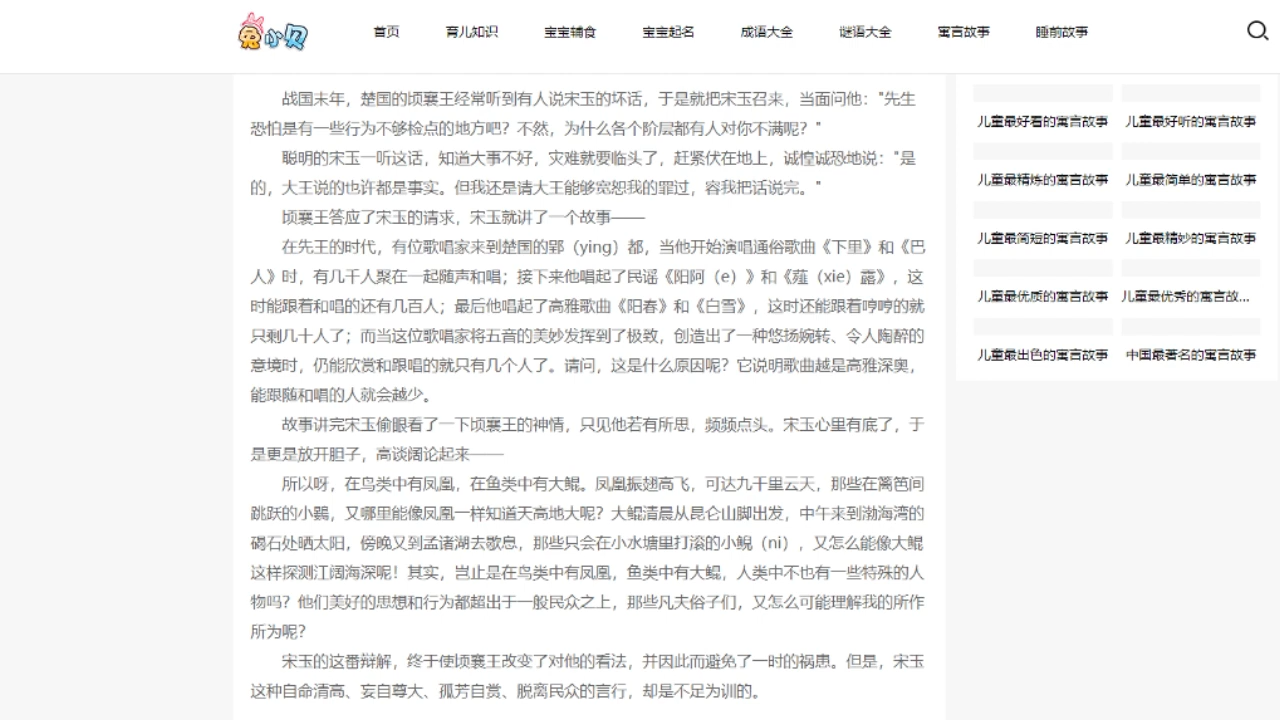 兔小贝
首页
育儿知识
宝宝辅食
宝宝起名
成语大全
谜语大全
寓言故事
睡前故事
战国末年，楚国的顷襄王经常听到有人说宋玉的坏话，于是就把宋玉召来，当面问他："先生
恐怕是有一些行为不够检点的地方吧？不然，为什么各个阶层都有人对你不满呢？"
聪明的宋玉一听这话，知道大事不好，灾难就要临头了，赶紧伏在地上，诚惶诚恐地说："是
的，大王说的也许都是事实。但我还是请大王能够宽恕我的罪过，容我把话说完。"
顷襄王答应了宋玉的请求，宋玉就讲了一个故事——
在先王的时代，有位歌唱家来到楚国的郢（ying）都，当他开始演唱通俗歌曲《下里》和《巴
人》时，有几千人聚在一起随声和唱；接下来他唱起了民谣《阳阿（e）》和《薤（xie）露》，这
时能跟着和唱的还有几百人；最后他唱起了高雅歌曲《阳春》和《白雪》，这时还能跟着哼哼的就
只剩几十人了；而当这位歌唱家将五音的美妙发挥到了极致，创造出了一种悠扬婉转、令人陶醉的
意境时，仍能欣赏和跟唱的就只有几个人了。请问，这是什么原因呢？它说明歌曲越是高雅深奥，
能跟随和唱的人就会越少。
故事讲完宋玉偷眼看了一下顷襄王的神情，只见他若有所思，频频点头。宋玉心里有底了，于
是更是放开胆子，高谈阔论起来——
所以呀，在鸟类中有凤凰，在鱼类中有大鲲。凤凰振翅高飞，可达九千里云天，那些在篱笆间
跳跃的小鷃，又哪里能像凤凰一样知道天高地大呢？大鲲清晨从昆仑山脚出发，中午来到渤海湾的
碣石处晒太阳，傍晚又到孟诸湖去歇息，那些只会在小水塘里打滚的小鲵（ni），又怎么能像大鲲
这样探测江阔海深呢！其实，岂止是在鸟类中有凤凰，鱼类中有大鲲，人类中不也有一些特殊的人
物吗？他们美好的思想和行为都超出于一般民众之上，那些凡夫俗子们，又怎么可能理解我的所作
所为呢？
宋玉的这番辩解，终于使顷襄王改变了对他的看法，并因此而避免了一时的祸患。但是，宋玉
这种自命清高、妄自尊大、孤芳自赏、脱离民众的言行，却是不足为训的。
儿童最好看的寓言故事
儿童最好听的寓言故事
儿童最精炼的寓言故事
儿童最简单的寓言故事
儿童最简短的寓言故事
儿童最精妙的寓言故事
儿童最优质的寓言故事
儿童最优秀的寓言故...
儿童最出色的寓言故事
中国最著名的寓言故事